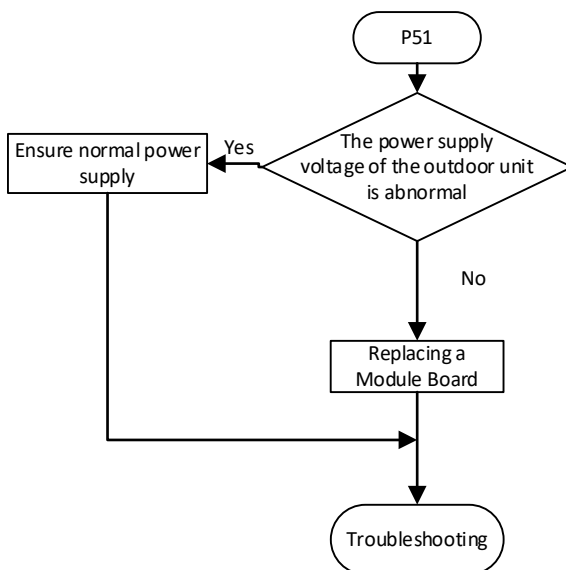 P51
The power supply
voltage of the outdoor unit
is abnormal
Yes
Ensure normal power
supply
No
Replacing a
Module Board
Troubleshooting